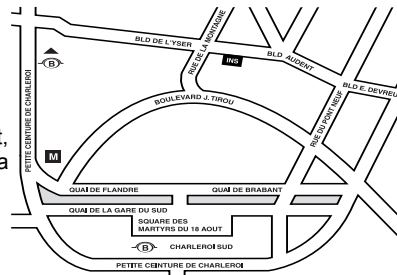 BLD DE L'YSER
RUE DE LA MONTAGNE
INS
BLD AUDENT
BLD E. DEVREU
B
PETITE CEINTURE DE CHARLEROI
BOULEVARD J. TIROU
RUE DU PONT NEUF
t,
a
M
QUAI DE FLANDRE
QUAI DE BRABANT
QUAI DE LA GARE DU SUD
SQUARE DES
MARTYRS DU 18 AOUT
B CHARLEROI SUD
PETITE CEINTURE DE CHARLEROI